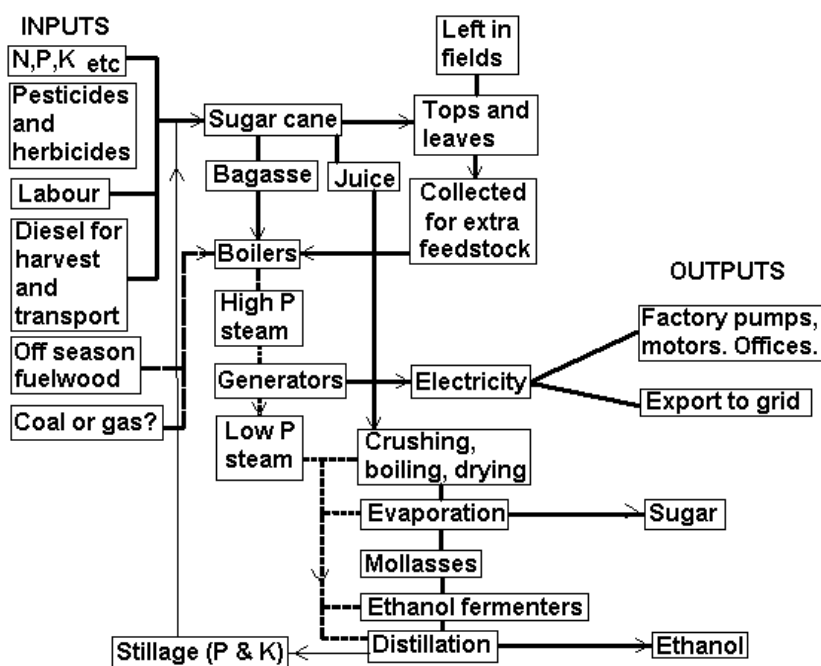 INPUTS
N,P,K etc
Pesticides
and
herbicides
Labour
Diesel for
harvest
and
transport
Off season
fuelwood
Coal or gas?
Sugar cane
Bagasse
Juice
Left in
fields
Tops and
leaves
Collected
for extra
feedstock
Boilers
High P
steam
Generators
Low P
steam
Electricity
OUTPUTS
Factory pumps,
motors. Offices.
Export to grid
Crushing,
boiling, drying
Evaporation
Sugar
Mollasses
Ethanol fermenters
Distillation
Ethanol
Stillage (P & K)